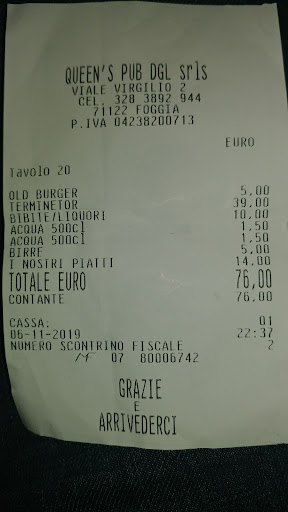 QUEEN'S PUB DGL srls
VIALE VIRGILIO 2
CEL. 328 3892 944
71122 FOGGIA
P.IVA 04238200713
EURO
Tavolo 20
OLD BURGER 5,00
TERMINETOR 39,00
BIBITE/LIQUORI 10,00
ACQUA 500cl 1,50
ACQUA 500cl 1,50
BIRRE 5,00
I NOSTRI PIATTI 14,00
TOTALE EURO 76,00
CONTANTE 76,00
CASSA: 01
06-11-2019 22:37
NUMERO SCONTRINO FISCALE 2
MF 07 80006742
GRAZIE
E
ARRIVEDERCI